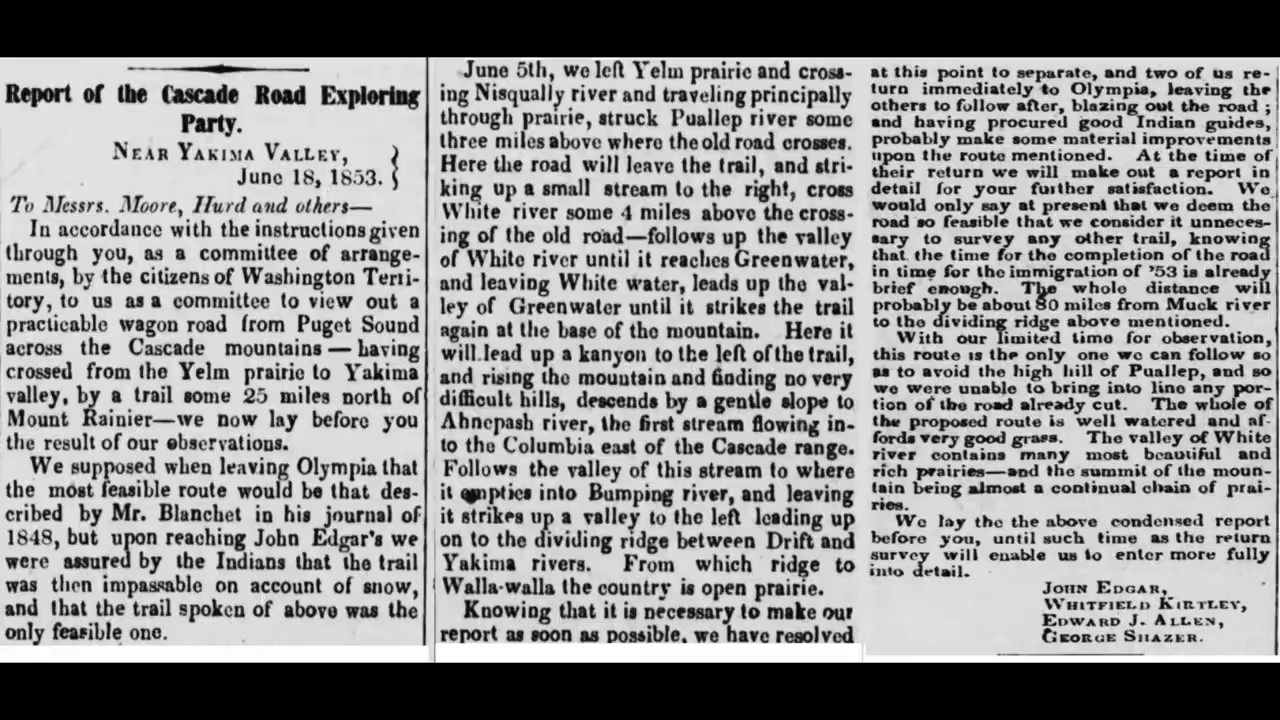 Report of the Cascade Road Exploring
Party.
NEAR YAKIMA VALLEY,
June 18, 1853.
To Messrs. Moore, Hurd and others—
In accordance with the instructions given
through you, as a committee of arrange-
ments, by the citizens of Washington Terri-
tory, to us as a committee to view out a
practicable wagon road from Puget Sound
across the Cascade mountains—having
crossed from the Yelm prairie to Yakima
valley, by a trail some 25 miles north of
Mount Rainier—we now lay before you
the result of our observations.
We supposed when leaving Olympia that
the most feasible route would be that des-
cribed by Mr. Blanchet in his journal of
1848, but upon reaching John Edgar's we
were assured by the Indians that the trail
was then impassable on account of snow,
and that the trail spoken of above was the
only feasible one.
June 5th, we left Yelm prairie and cross-
ing Nisqually river and traveling principally
through prairie, struck Puallep river some
three miles above where the old road crosses.
Here the road will leave the trail, and stri-
king up a small stream to the right, cross
White river some 4 miles above the cross-
ing of the old road—follows up the valley
of White river until it reaches Greenwater,
and leaving White water, leads up the val-
ley of Greenwater until it strikes the trail
again at the base of the mountain. Here it
will lead up a kanyon to the left of the trail,
and rising the mountain and finding no very
difficult hills, descends by a gentle slope to
Ahnepash river, the first stream flowing in-
to the Columbia east of the Cascade range.
Follows the valley of this stream to where
it empties into Bumping river, and leaving
it strikes up a valley to the left leading up
on to the dividing ridge between Drift and
Yakima rivers. From which ridge to
Walla-walla the country is open prairie.
Knowing that it is necessary to make our
report as soon as possible, we have resolved
at this point to separate, and two of us re-
turn immediately to Olympia, leaving the
others to follow after, blazing out the road ;
and having procured good Indian guides,
probably make some material improvements
upon the route mentioned. At the time of
their return we will make out a report in
detail for your further satisfaction. We
would only say at present that we deem the
road so feasible that we consider it unneces-
sary to survey any other trail, knowing
that the time for the completion of the road
in time for the immigration of '53 is already
brief enough. The whole distance will
probably be about 80 miles from Muck river
to the dividing ridge above mentioned.
With our limited time for observation,
this route is the only one we can follow so
as to avoid the high hill of Puallep, and so
we were unable to bring into line any por-
tion of the road already cut. The whole of
the proposed route is well watered and af-
fords very good grass. The valley of White
river contains many most beautiful and
rich prairies—and the summit of the moun-
tain being almost a continual chain of prai-
ries.
We lay the the above condensed report
before you, until such time as the return
survey will enable us to enter more fully
into detail.
JOHN EDGAR,
WHITFIELD KIRTLEY,
EDWARD J. ALLEN,
GEORGE SHAZER.